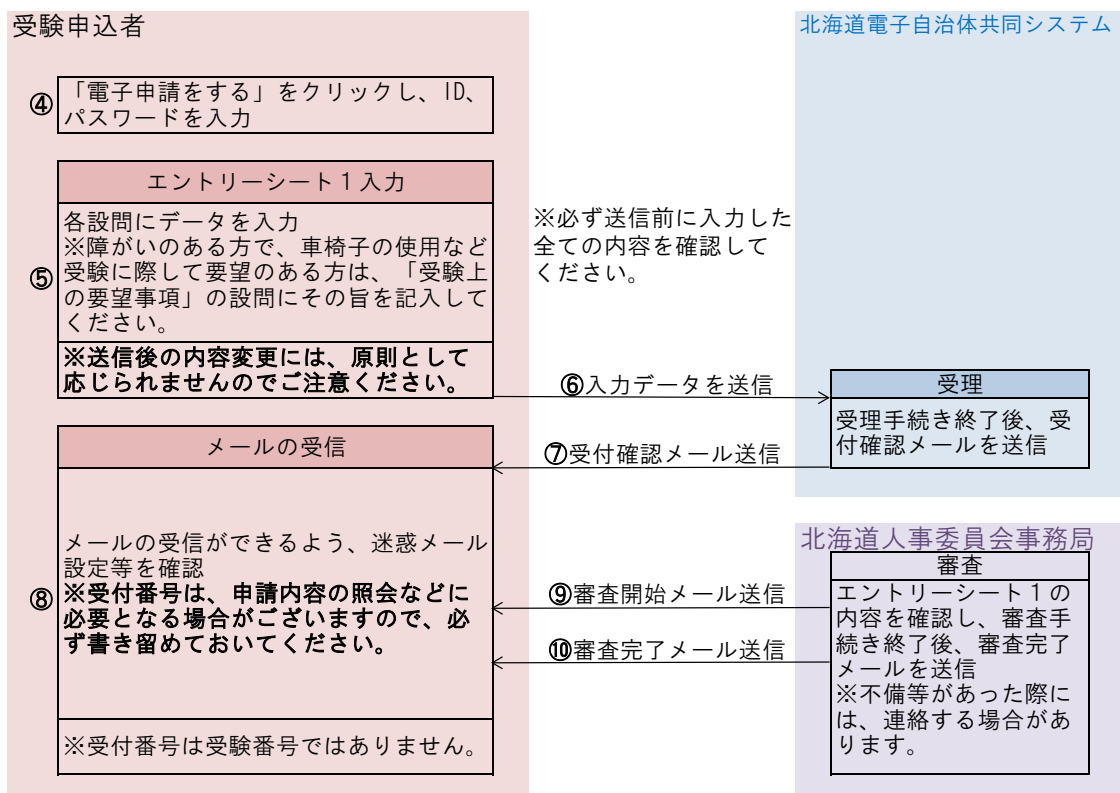 受験申込者
北海道電子自治体共同システム
④
「電子申請をする」をクリックし、ID、
パスワードを入力
エントリーシート１入力
⑤
各設問にデータを入力
※障がいのある方で、車椅子の使用など
受験に際して要望のある方は、「受験上
の要望事項」の設問にその旨を記入して
ください。
※送信後の内容変更には、原則として
応じられませんのでご注意ください。
※必ず送信前に入力した
全ての内容を確認して
ください。
⑥入力データを送信
受理
受理手続き終了後、受
付確認メールを送信
⑦受付確認メール送信
メールの受信
⑧
メールの受信ができるよう、迷惑メール
設定等を確認
※受付番号は、申請内容の照会などに
必要となる場合がございますので、必
ず書き留めておいてください。
※受付番号は受験番号ではありません。
⑨審査開始メール送信
⑩審査完了メール送信
北海道人事委員会事務局
審査
エントリーシート１の
内容を確認し、審査手
続き終了後、審査完了
メールを送信
※不備等があった際に
は、連絡する場合があ
ります。